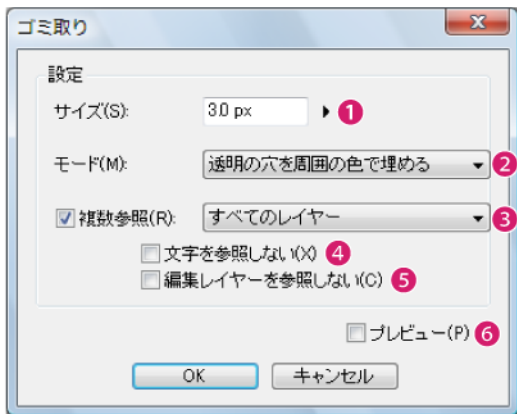 ゴミ取り
設定
サイズ(S): 3.0 px ▶ 1
モード(M): 透明の穴を周囲の色で埋める 2
複数参照(R): すべてのレイヤー 3
文字を参照しない(X) 4
編集レイヤーを参照しない(C) 5
プレビュー(P) 6
OK キャンセル